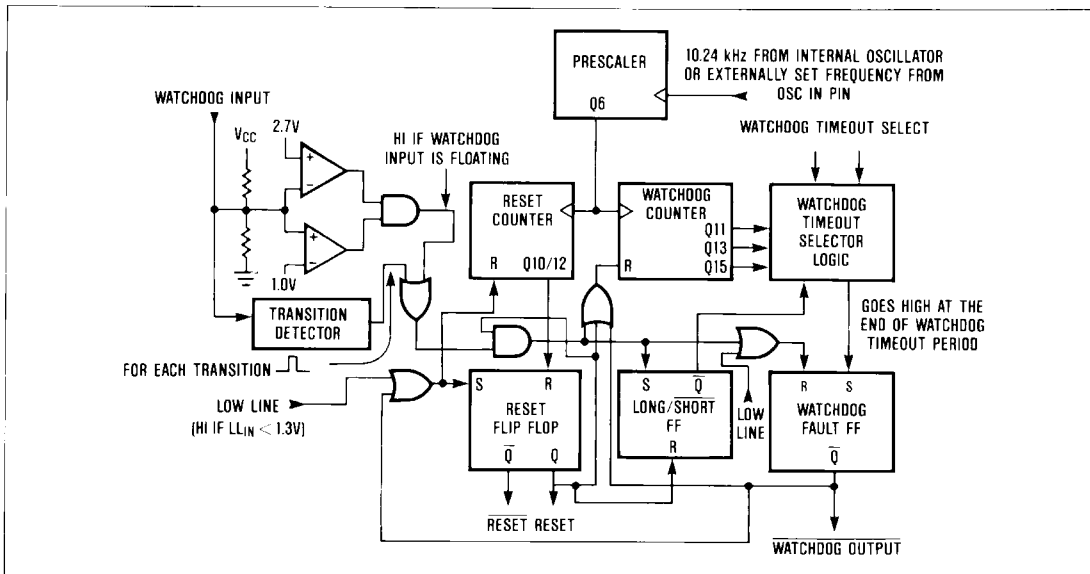 PRESCALER
Q6
10.24 kHz FROM INTERNAL OSCILLATOR
OR EXTERNALLY SET FREQUENCY FROM
OSC IN PIN
WATCHDOG INPUT
VCC
2.7V
+
−
+
−
1.0V
HI IF WATCHDOG
INPUT IS FLOATING
WATCHDOG TIMEOUT SELECT
RESET
COUNTER
R Q10/12
WATCHDOG
COUNTER
Q11
Q13
Q15
R
WATCHDOG
TIMEOUT
SELECTOR
LOGIC
TRANSITION
DETECTOR
FOR EACH TRANSITION
GOES HIGH AT THE
END OF WATCHDOG
TIMEOUT PERIOD
LOW LINE
(HI IF LLIN < 1.3V)
S R
RESET
FLIP FLOP
Q̅ Q
R̅E̅S̅E̅T̅ RESET
S Q̅
LONG/S̅H̅O̅R̅T̅
FF
R
LOW
LINE
R S
WATCHDOG
FAULT FF
Q̅
W̅A̅T̅C̅H̅D̅O̅G̅ O̅U̅T̅P̅U̅T̅